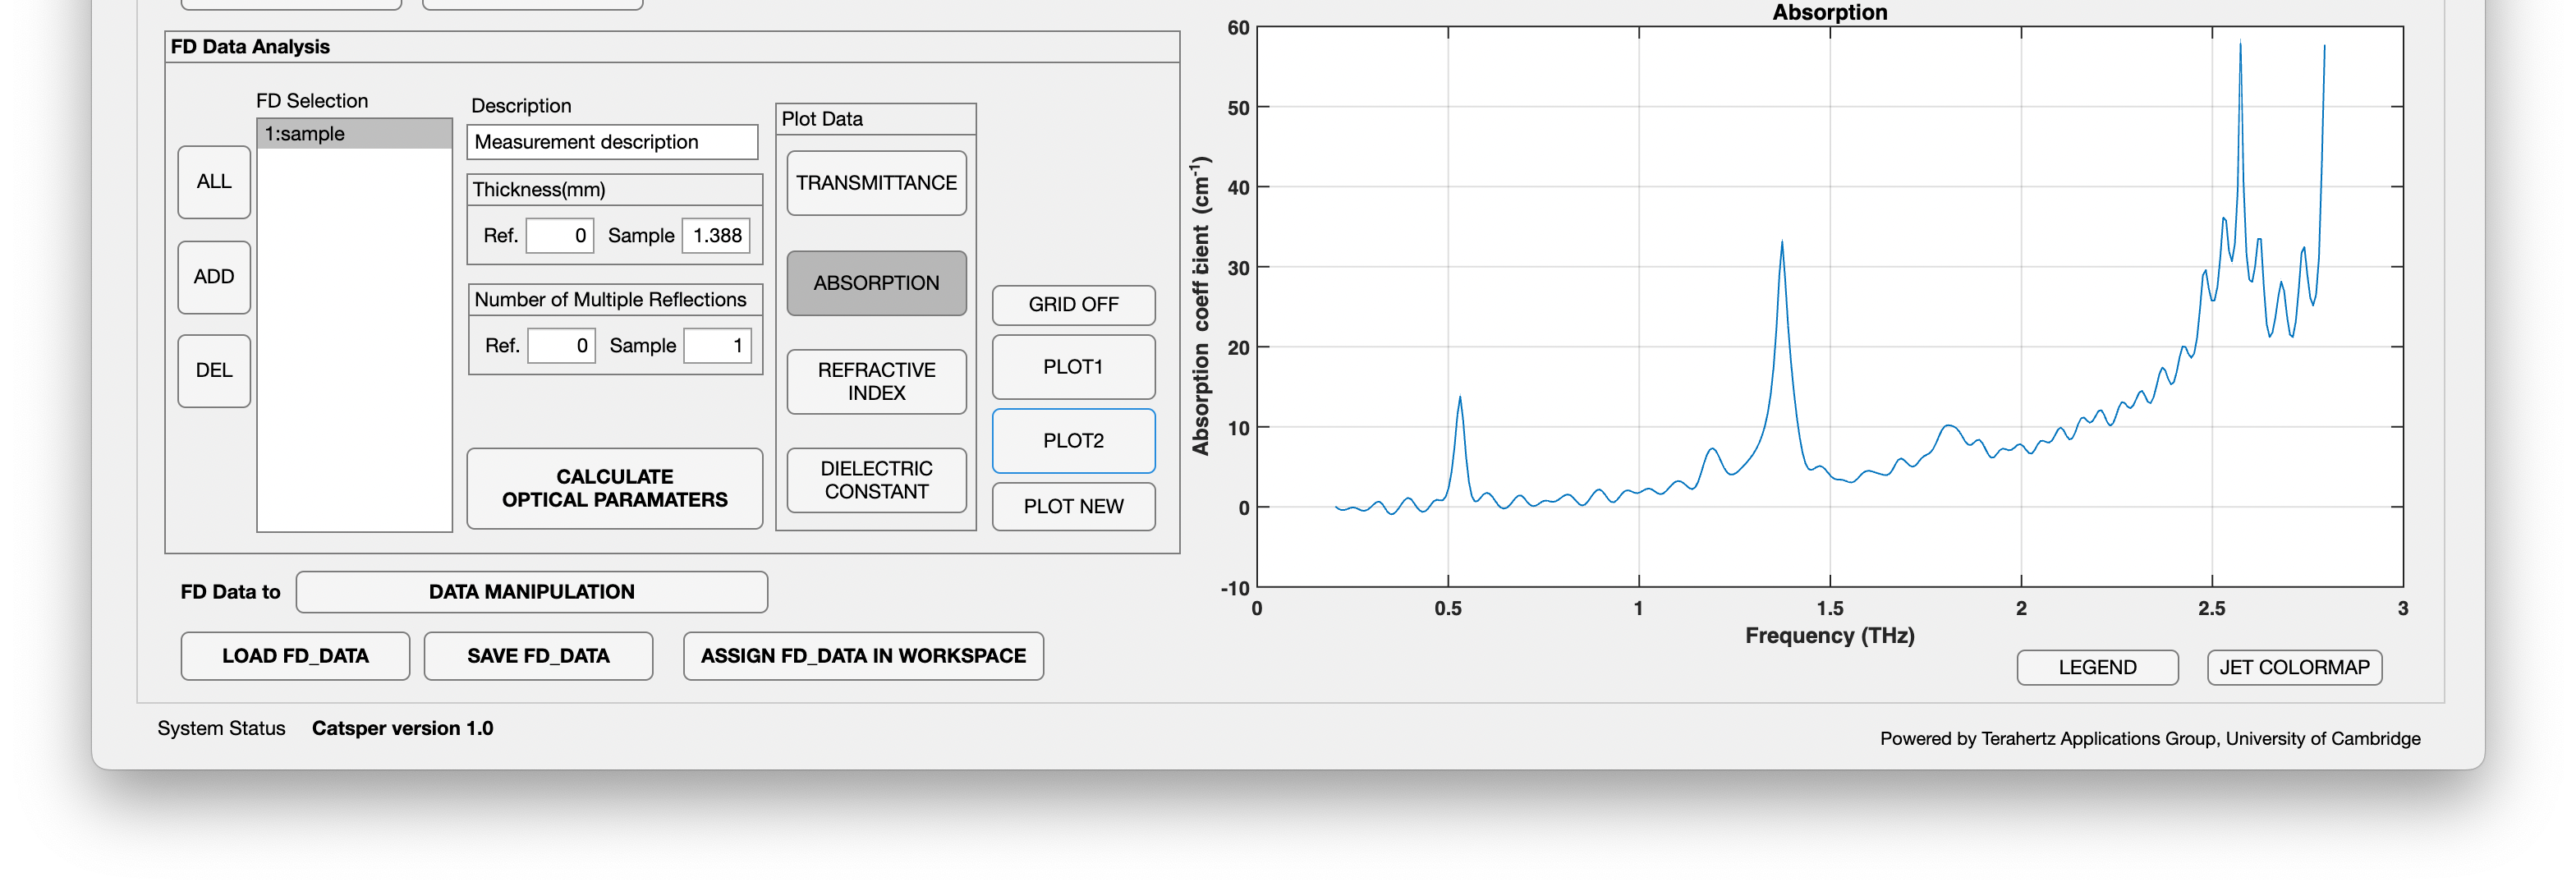 FD Data Analysis
FD Selection
1:sample
ALL
ADD
DEL
Description
Measurement description
Thickness(mm)
Ref. 0 Sample 1.388
Number of Multiple Reflections
Ref. 0 Sample 1
CALCULATE
OPTICAL PARAMATERS
Plot Data
TRANSMITTANCE
ABSORPTION
REFRACTIVE
INDEX
DIELECTRIC
CONSTANT
GRID OFF
PLOT1
PLOT2
PLOT NEW
FD Data to
DATA MANIPULATION
LOAD FD_DATA
SAVE FD_DATA
ASSIGN FD_DATA IN WORKSPACE
Absorption
Absorption coefficient (cm-1)
60
50
40
30
20
10
0
-10
0 0.5 1 1.5 2 2.5 3
Frequency (THz)
LEGEND
JET COLORMAP
System Status Catsper version 1.0
Powered by Terahertz Applications Group, University of Cambridge